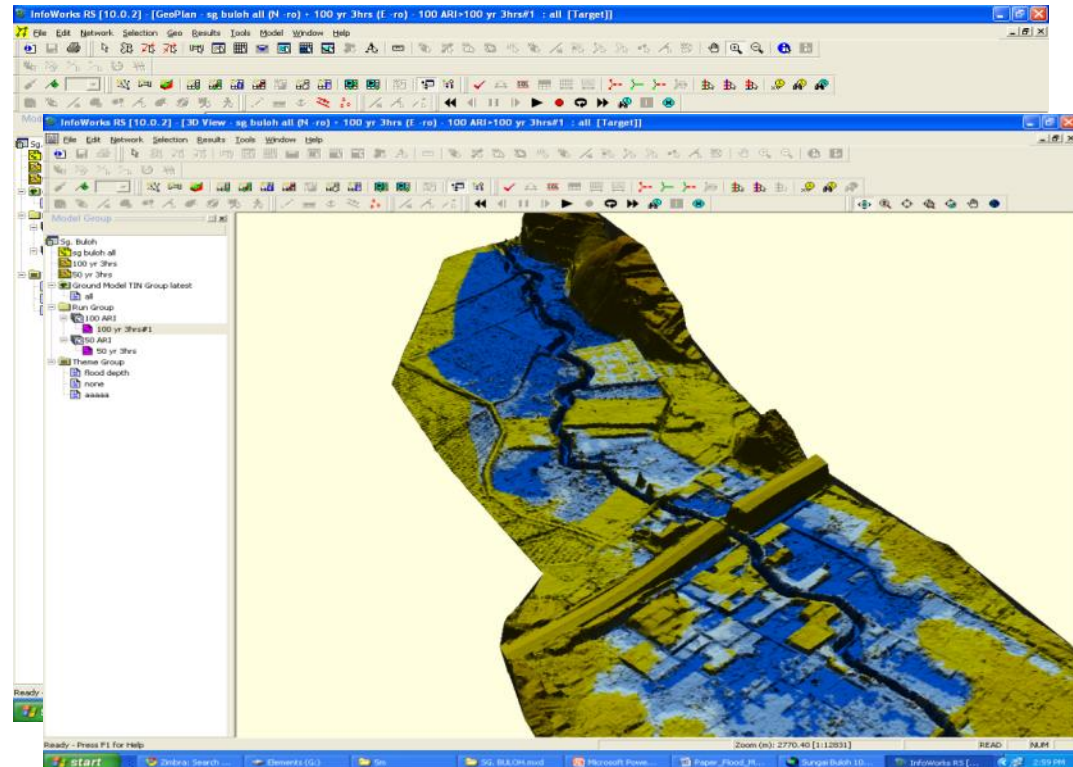 InfoWorks RS [10.0.2] - [GeoPlan - sg buloh all (N -ro) - 100 yr 3hrs (E -ro) - 100 ARI>100 yr 3hrs#1 : all [Target]]
File Edit Network Selection Geo Results Tools Model Window Help
InfoWorks RS [10.0.2] - [3D View - sg buloh all (N -ro) - 100 yr 3hrs (E -ro) - 100 ARI>100 yr 3hrs#1 : all [Target]]
File Edit Network Selection Results Tools Window Help
Model Group
Sg. Buloh
sg buloh all
100 yr 3hrs
50 yr 3hrs
Ground Model TIN Group latest
all
Run Group
100 ARI
100 yr 3hrs#1
50 ARI
50 yr 3hrs
Theme Group
flood depth
none
aaaaa
Ready
Ready - Press F1 for Help Zoom (m): 2770.40 [1:12831] READ NUM
start Zimbra: Search ... Elements (G:) Sm SG. BULOH.mxd Microsoft Powe... Paper_Flood_M... Sungai Buloh 10... InfoWorks RS [... 2:59 PM